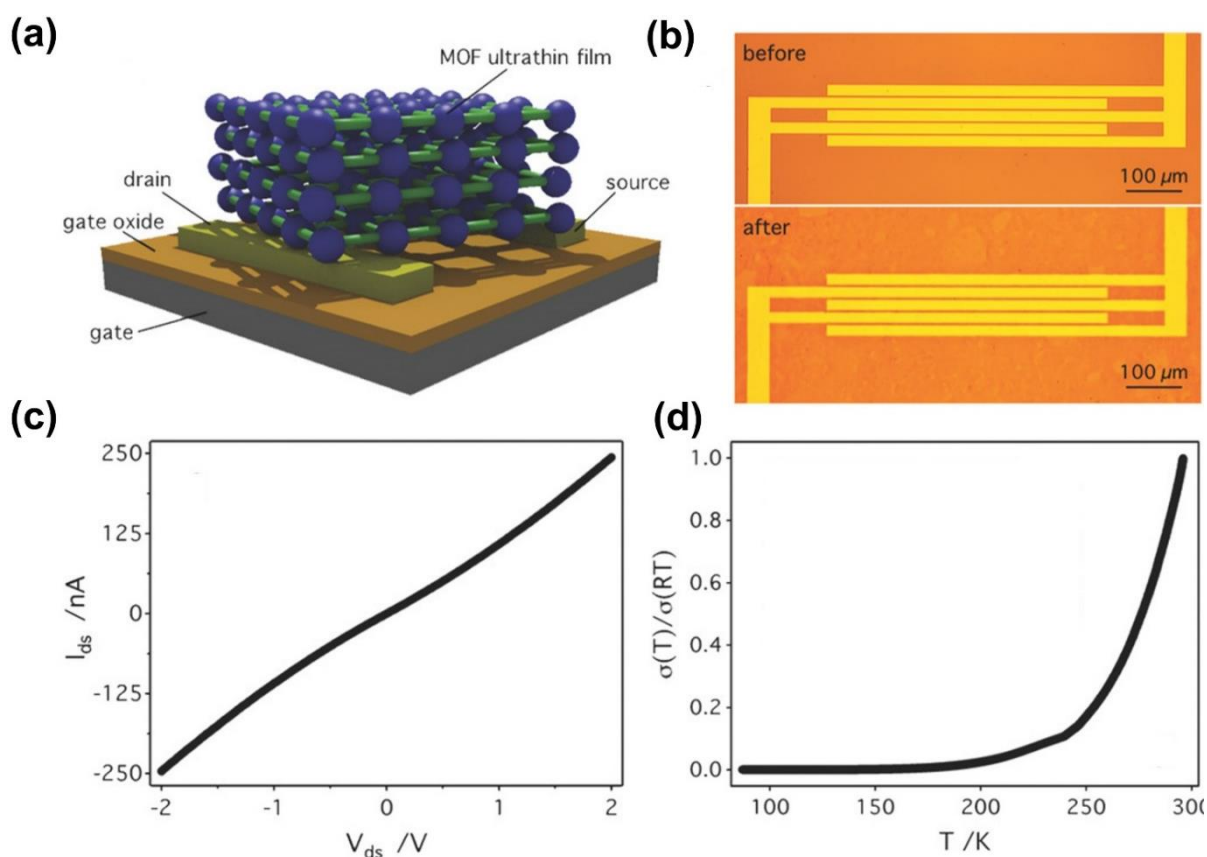 (a)
MOF ultrathin film
drain
source
gate oxide
gate
(b)
before
100 µm
after
100 µm
(c)
250
125
0
-125
-250
I_ds /nA
-2
-1
0
1
2
V_ds /V
(d)
1.0
0.8
0.6
0.4
0.2
0.0
σ(T)/σ(RT)
100
150
200
250
300
T /K